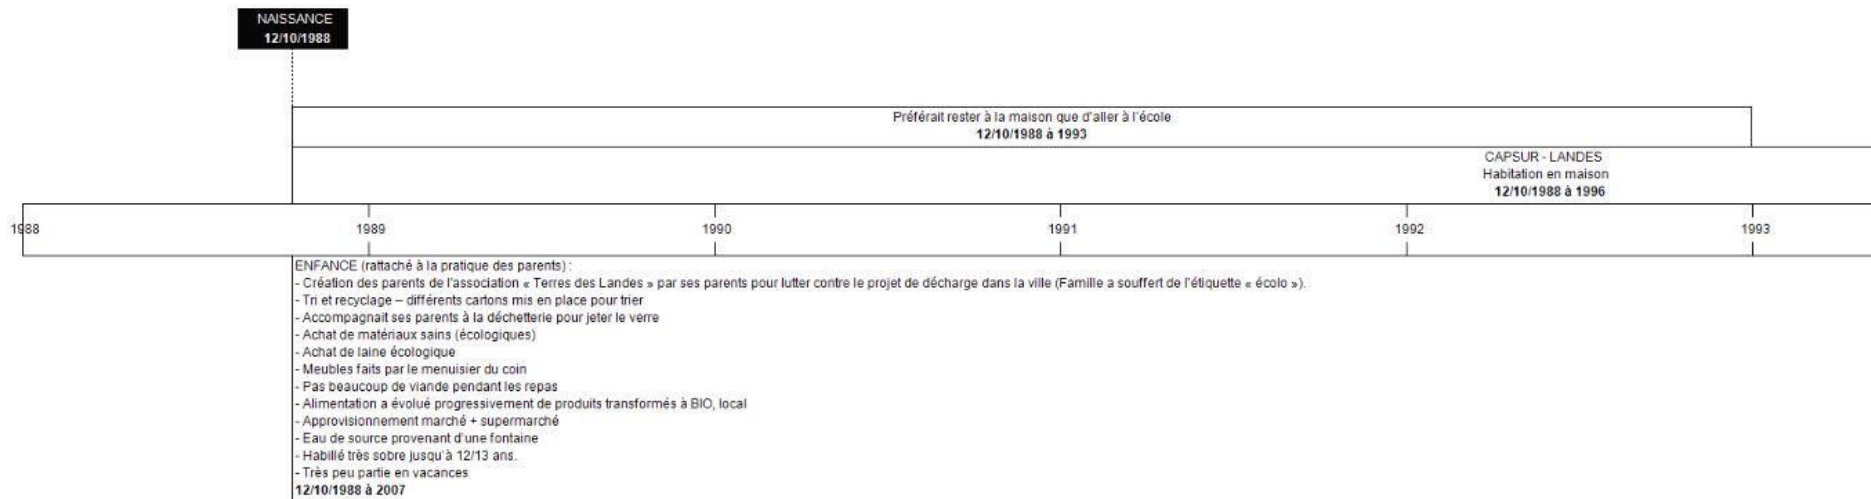 NAISSANCE
12/10/1988
Préférait rester à la maison que d'aller à l'école
12/10/1988 à 1993
CAPSUR - LANDES
Habitation en maison
12/10/1988 à 1996
1988
1989
1990
1991
1992
1993
ENFANCE (rattaché à la pratique des parents) :
- Création des parents de l'association « Terres des Landes » par ses parents pour lutter contre le projet de décharge dans la ville (Famille a souffert de l'étiquette « écolo »).
- Tri et recyclage – différents cartons mis en place pour trier
- Accompagnait ses parents à la déchetterie pour jeter le verre
- Achat de matériaux sains (écologiques)
- Achat de laine écologique
- Meubles faits par le menuisier du coin
- Pas beaucoup de viande pendant les repas
- Alimentation a évolué progressivement de produits transformés à BIO, local
- Approvisionnement marché + supermarché
- Eau de source provenant d'une fontaine
- Habillé très sobre jusqu'à 12/13 ans.
- Très peu partie en vacances
12/10/1988 à 2007